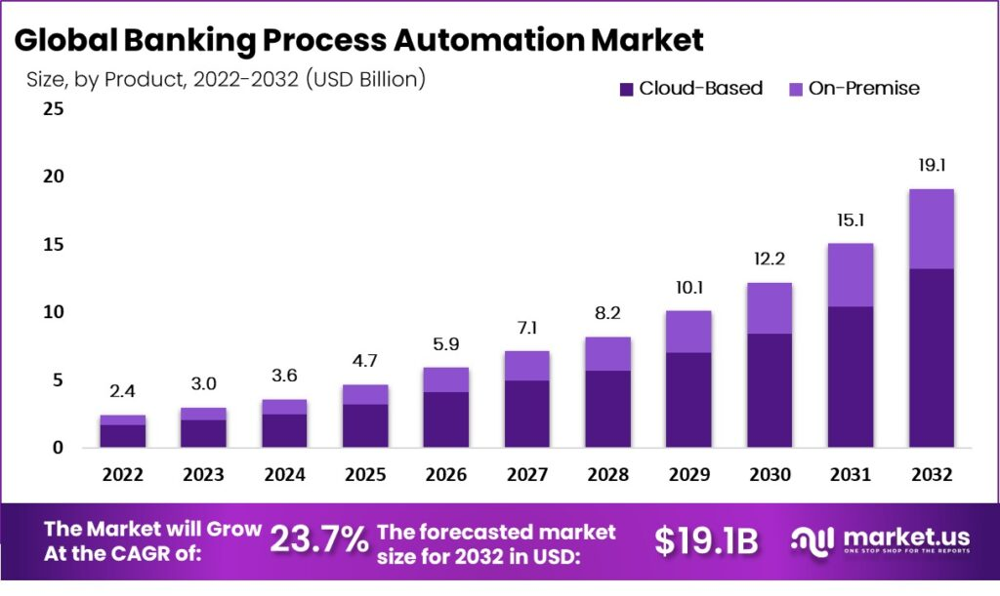 Global Banking Process Automation Market
Size, by Product, 2022-2032 (USD Billion)
Cloud-Based
On-Premise
25
20
15
10
5
0
2.4
3.0
3.6
4.7
5.9
7.1
8.2
10.1
12.2
15.1
19.1
2022
2023
2024
2025
2026
2027
2028
2029
2030
2031
2032
The Market will Grow
At the CAGR of:
23.7%
The forecasted market
size for 2032 in USD:
$19.1B
market.us
ONE STOP SHOP FOR THE REPORTS